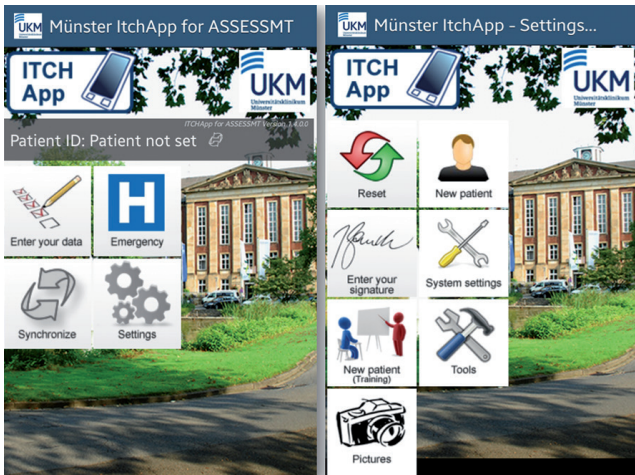 UKM Münster ItchApp for ASSESSMT
ITCH
App
UKM
Universitätsklinikum
Münster
ITCHApp for ASSESSMT Version 1.4.0.0
Patient ID: Patient not set
Enter your data
H
Emergency
Synchronize
Settings
UKM Münster ItchApp - Settings...
ITCH
App
UKM
Universitätsklinikum
Münster
Reset
New patient
Enter your
signature
System settings
New patient
(Training)
Tools
Pictures